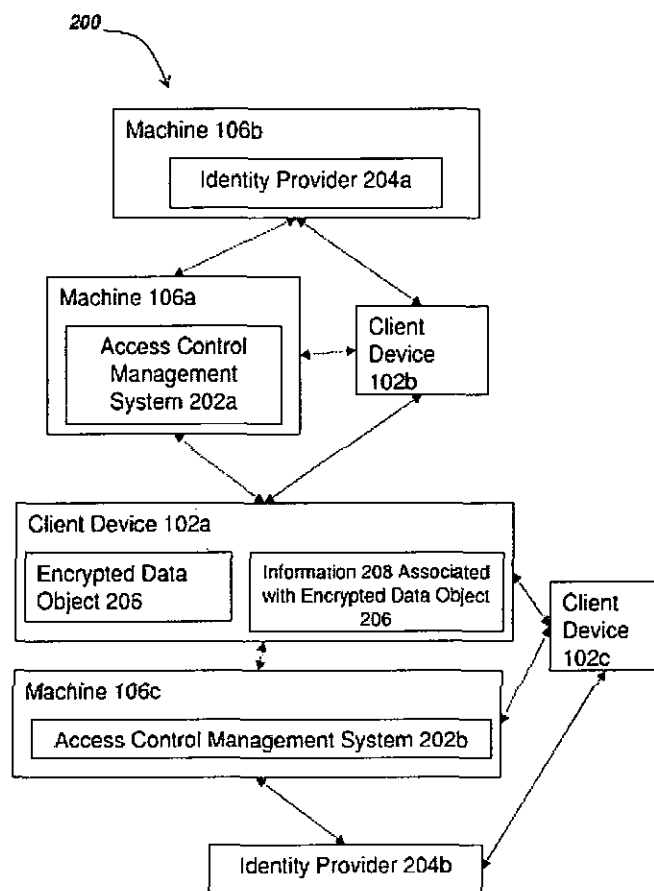 200
Machine 106b
Identity Provider 204a
Machine 106a
Access Control
Management
System 202a
Client
Device
102b
Client Device 102a
Encrypted Data
Object 206
Information 208 Associated
with Encrypted Data Object
206
Client
Device
102c
Machine 106c
Access Control Management System 202b
Identity Provider 204b